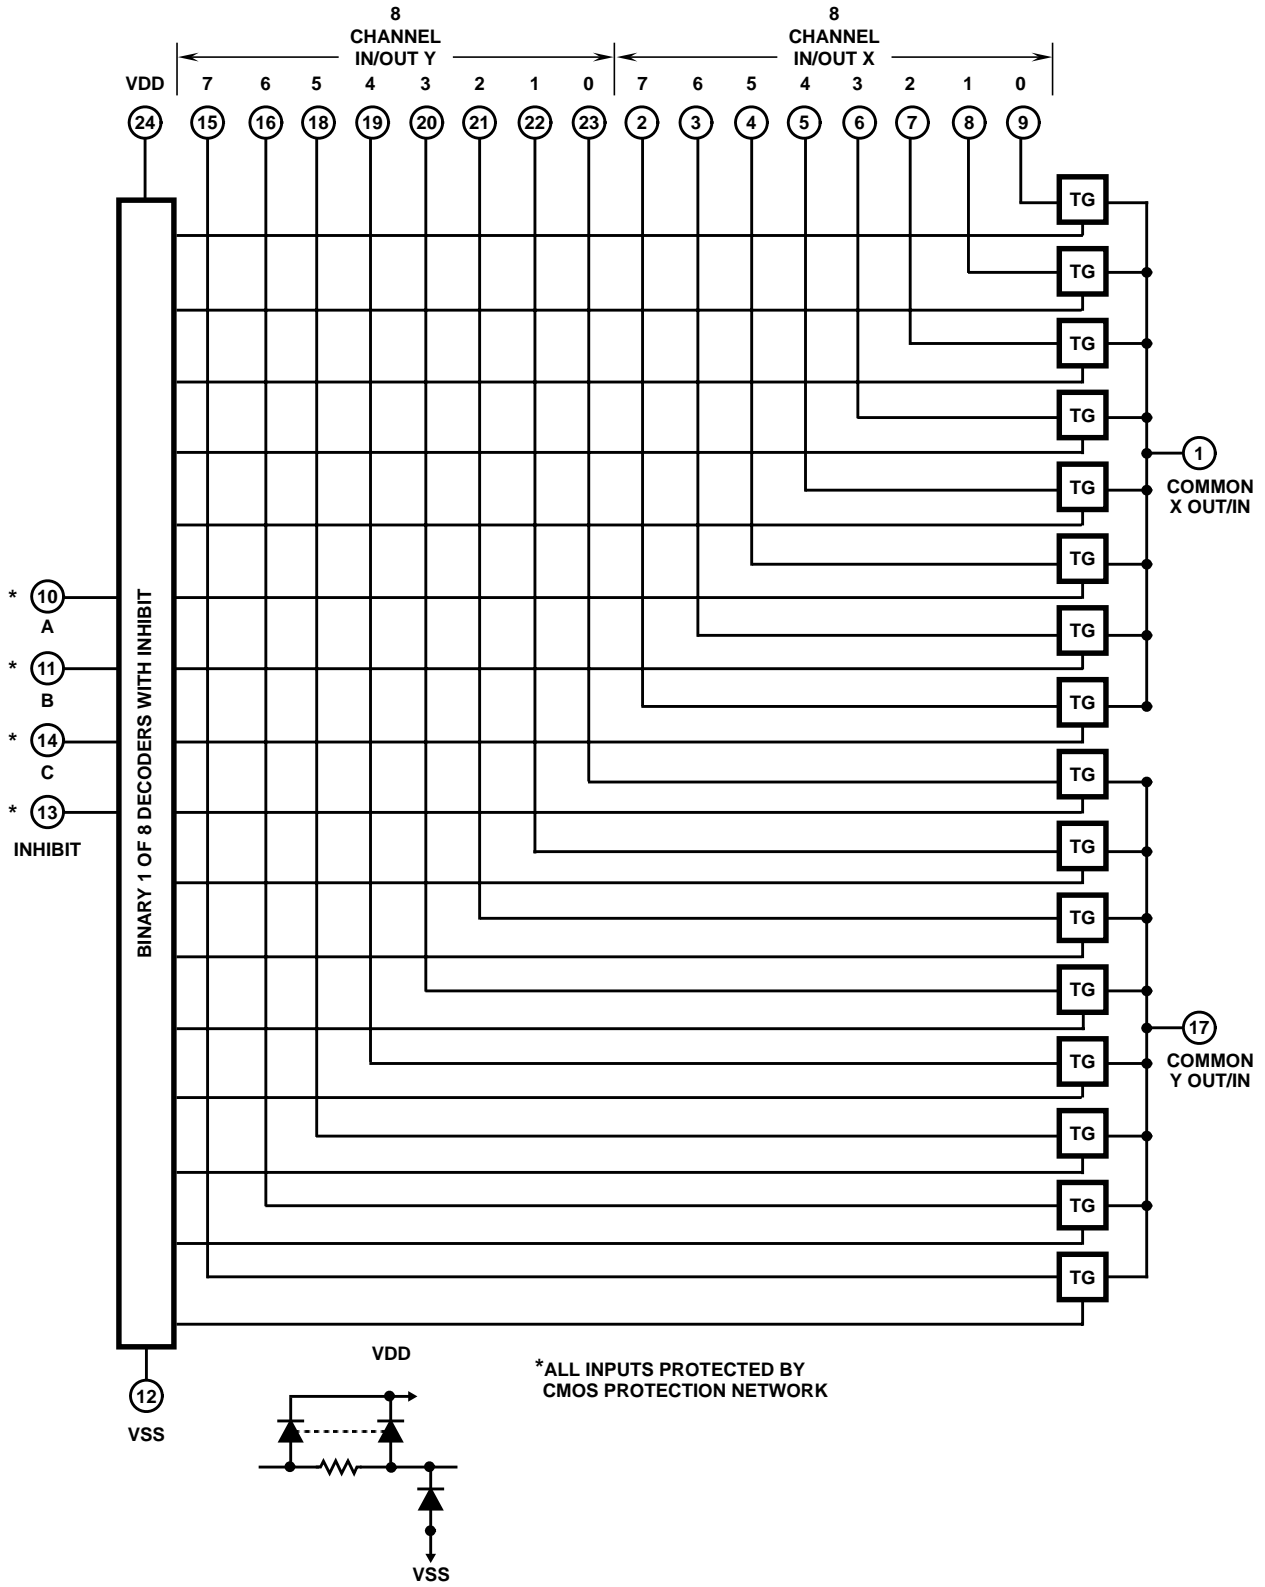 8
CHANNEL
IN/OUT Y
8
CHANNEL
IN/OUT X
VDD 7 6 5 4 3 2 1 0 7 6 5 4 3 2 1 0
24 15 16 18 19 20 21 22 23 2 3 4 5 6 7 8 9
TG
TG
TG
TG
1
COMMON
X OUT/IN
TG
TG
* 10
A
TG
* 11
B
TG
* 14
C
TG
* 13
INHIBIT
BINARY 1 OF 8 DECODERS WITH INHIBIT
TG
TG
TG
17
COMMON
Y OUT/IN
TG
TG
TG
TG
12
VSS
VDD
*ALL INPUTS PROTECTED BY
CMOS PROTECTION NETWORK
VSS